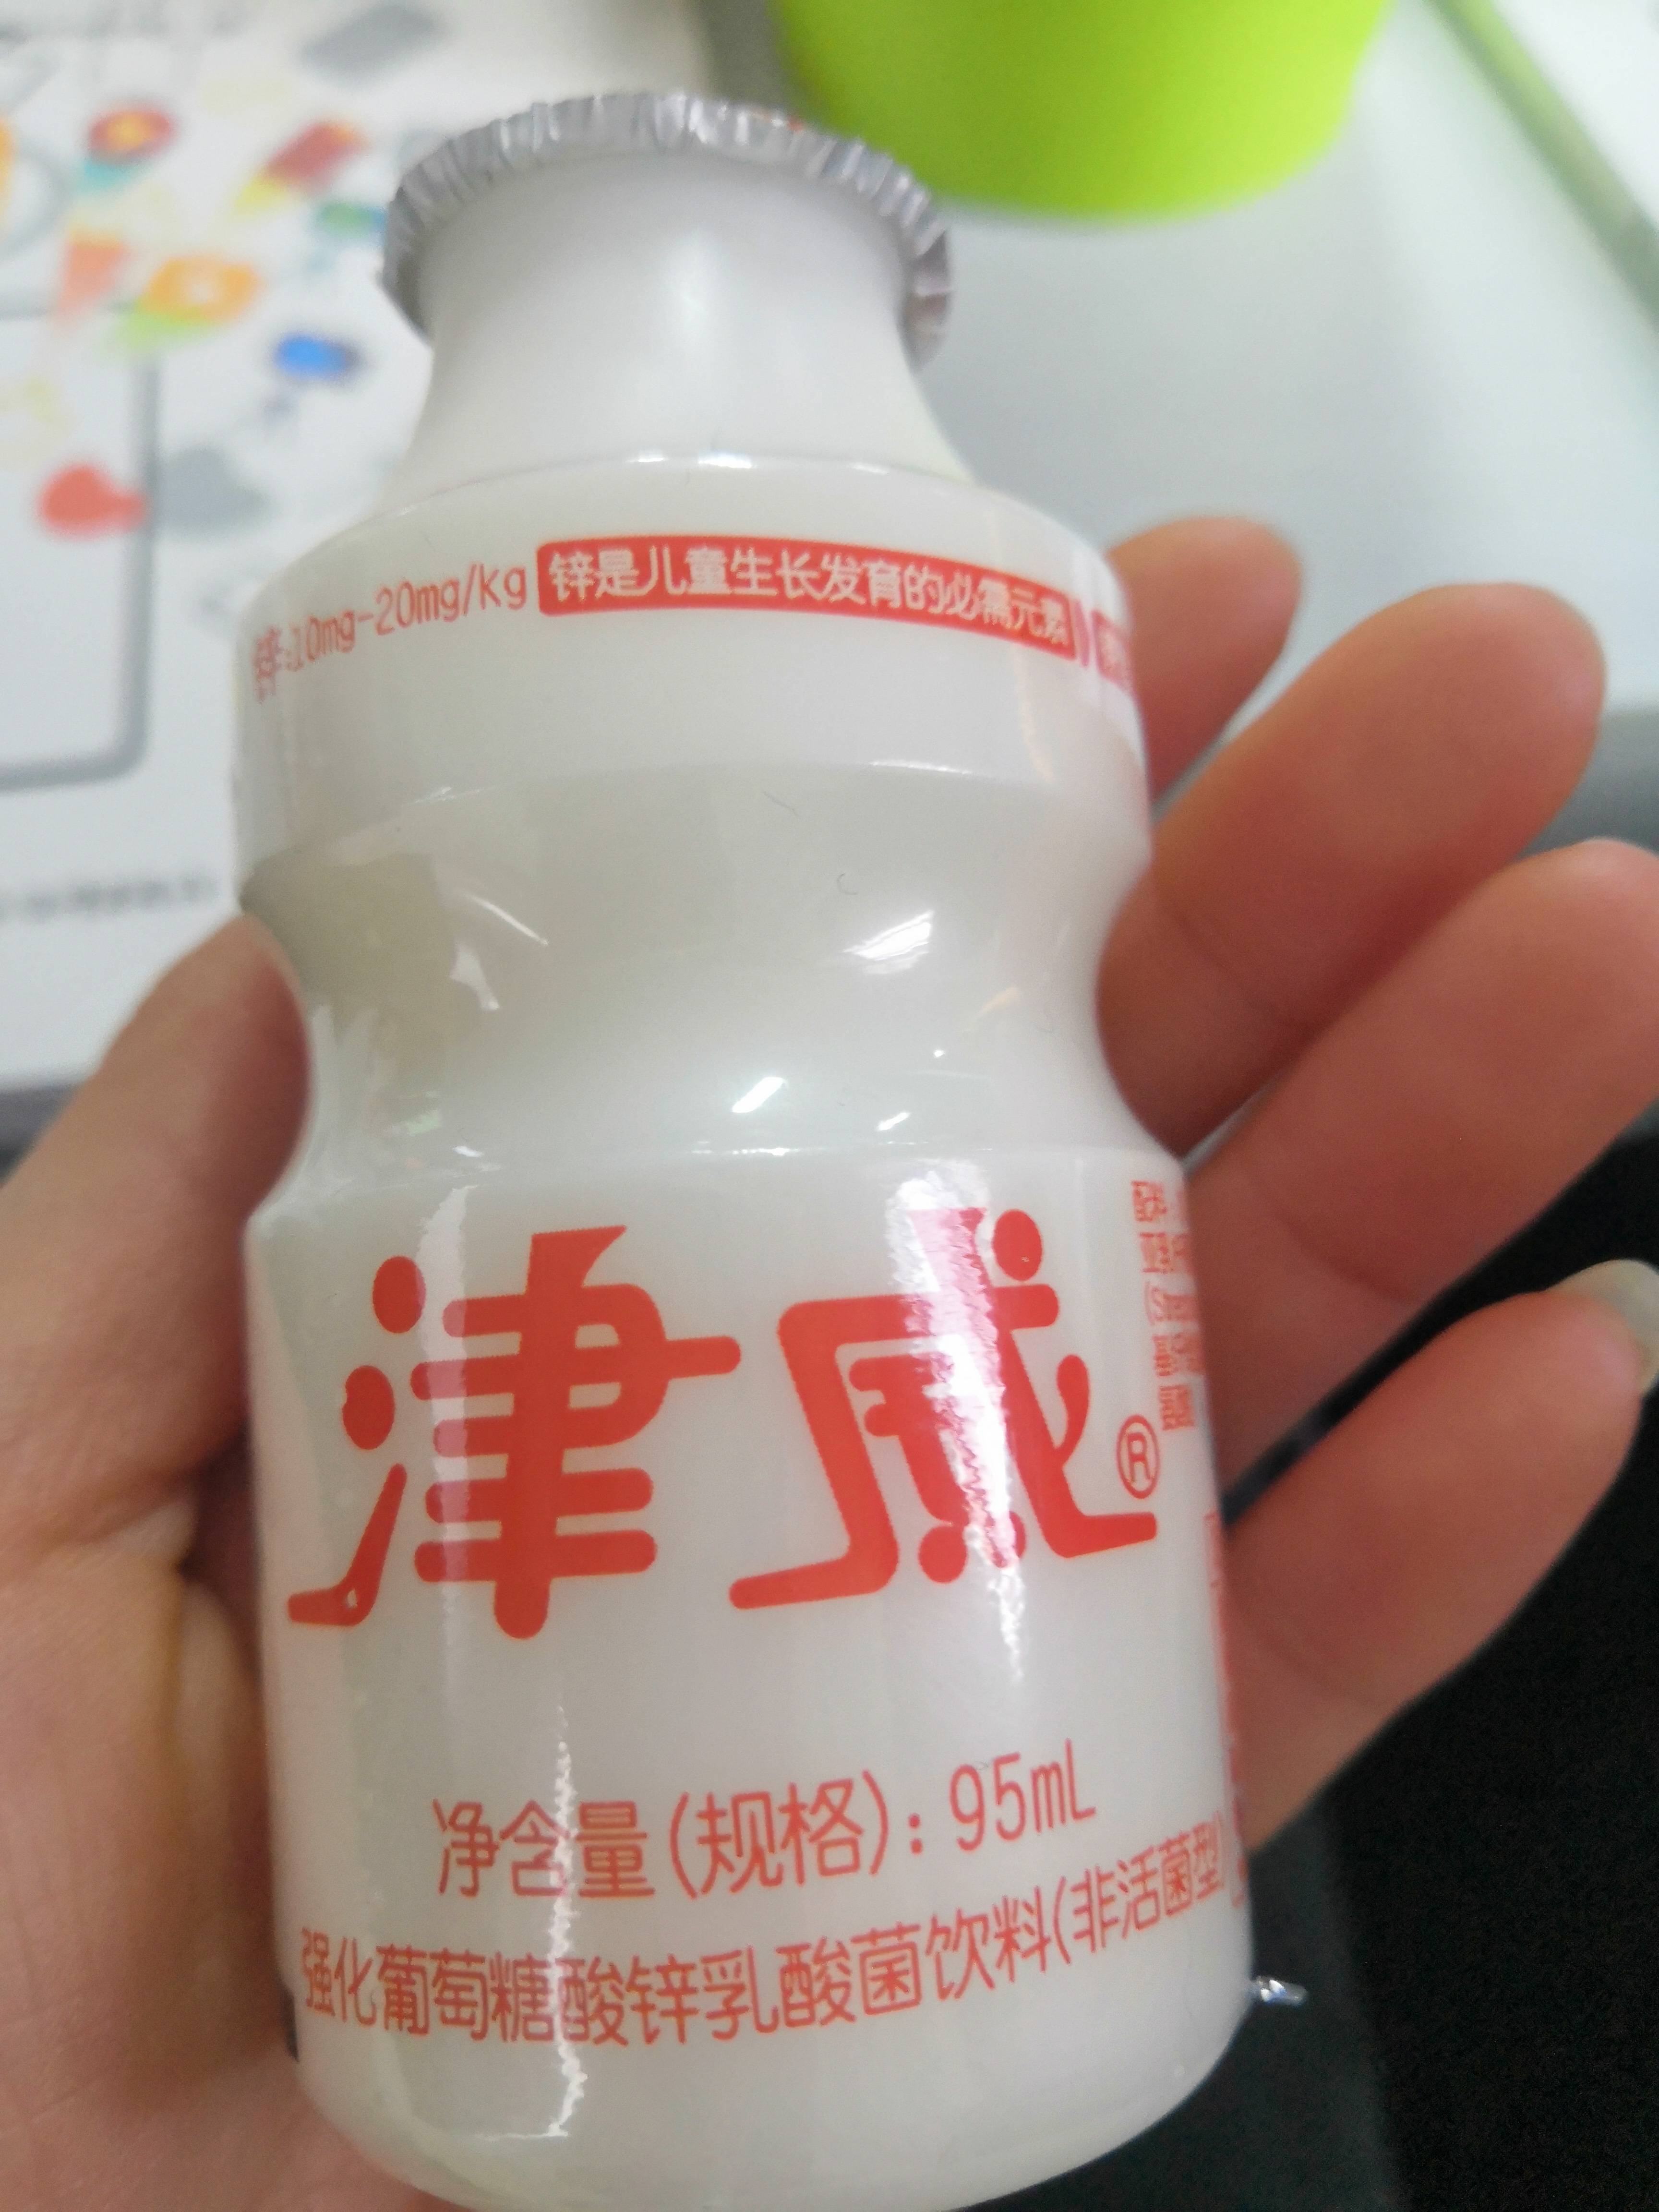 锌:10mg-20mg/kg 锌是儿童生长发育的必需元素
津威®
净含量(规格):95mL
强化葡萄糖酸锌乳酸菌饮料(非活菌型)